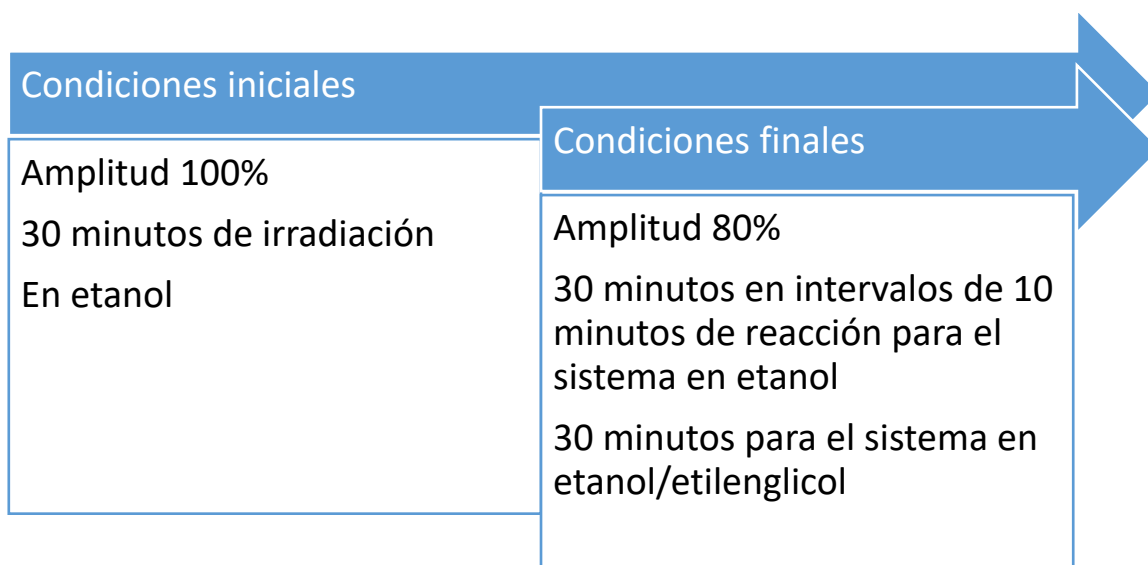 Condiciones iniciales
Amplitud 100%
30 minutos de irradiación
En etanol
Condiciones finales
Amplitud 80%
30 minutos en intervalos de 10
minutos de reacción para el
sistema en etanol
30 minutos para el sistema en
etanol/etilenglicol